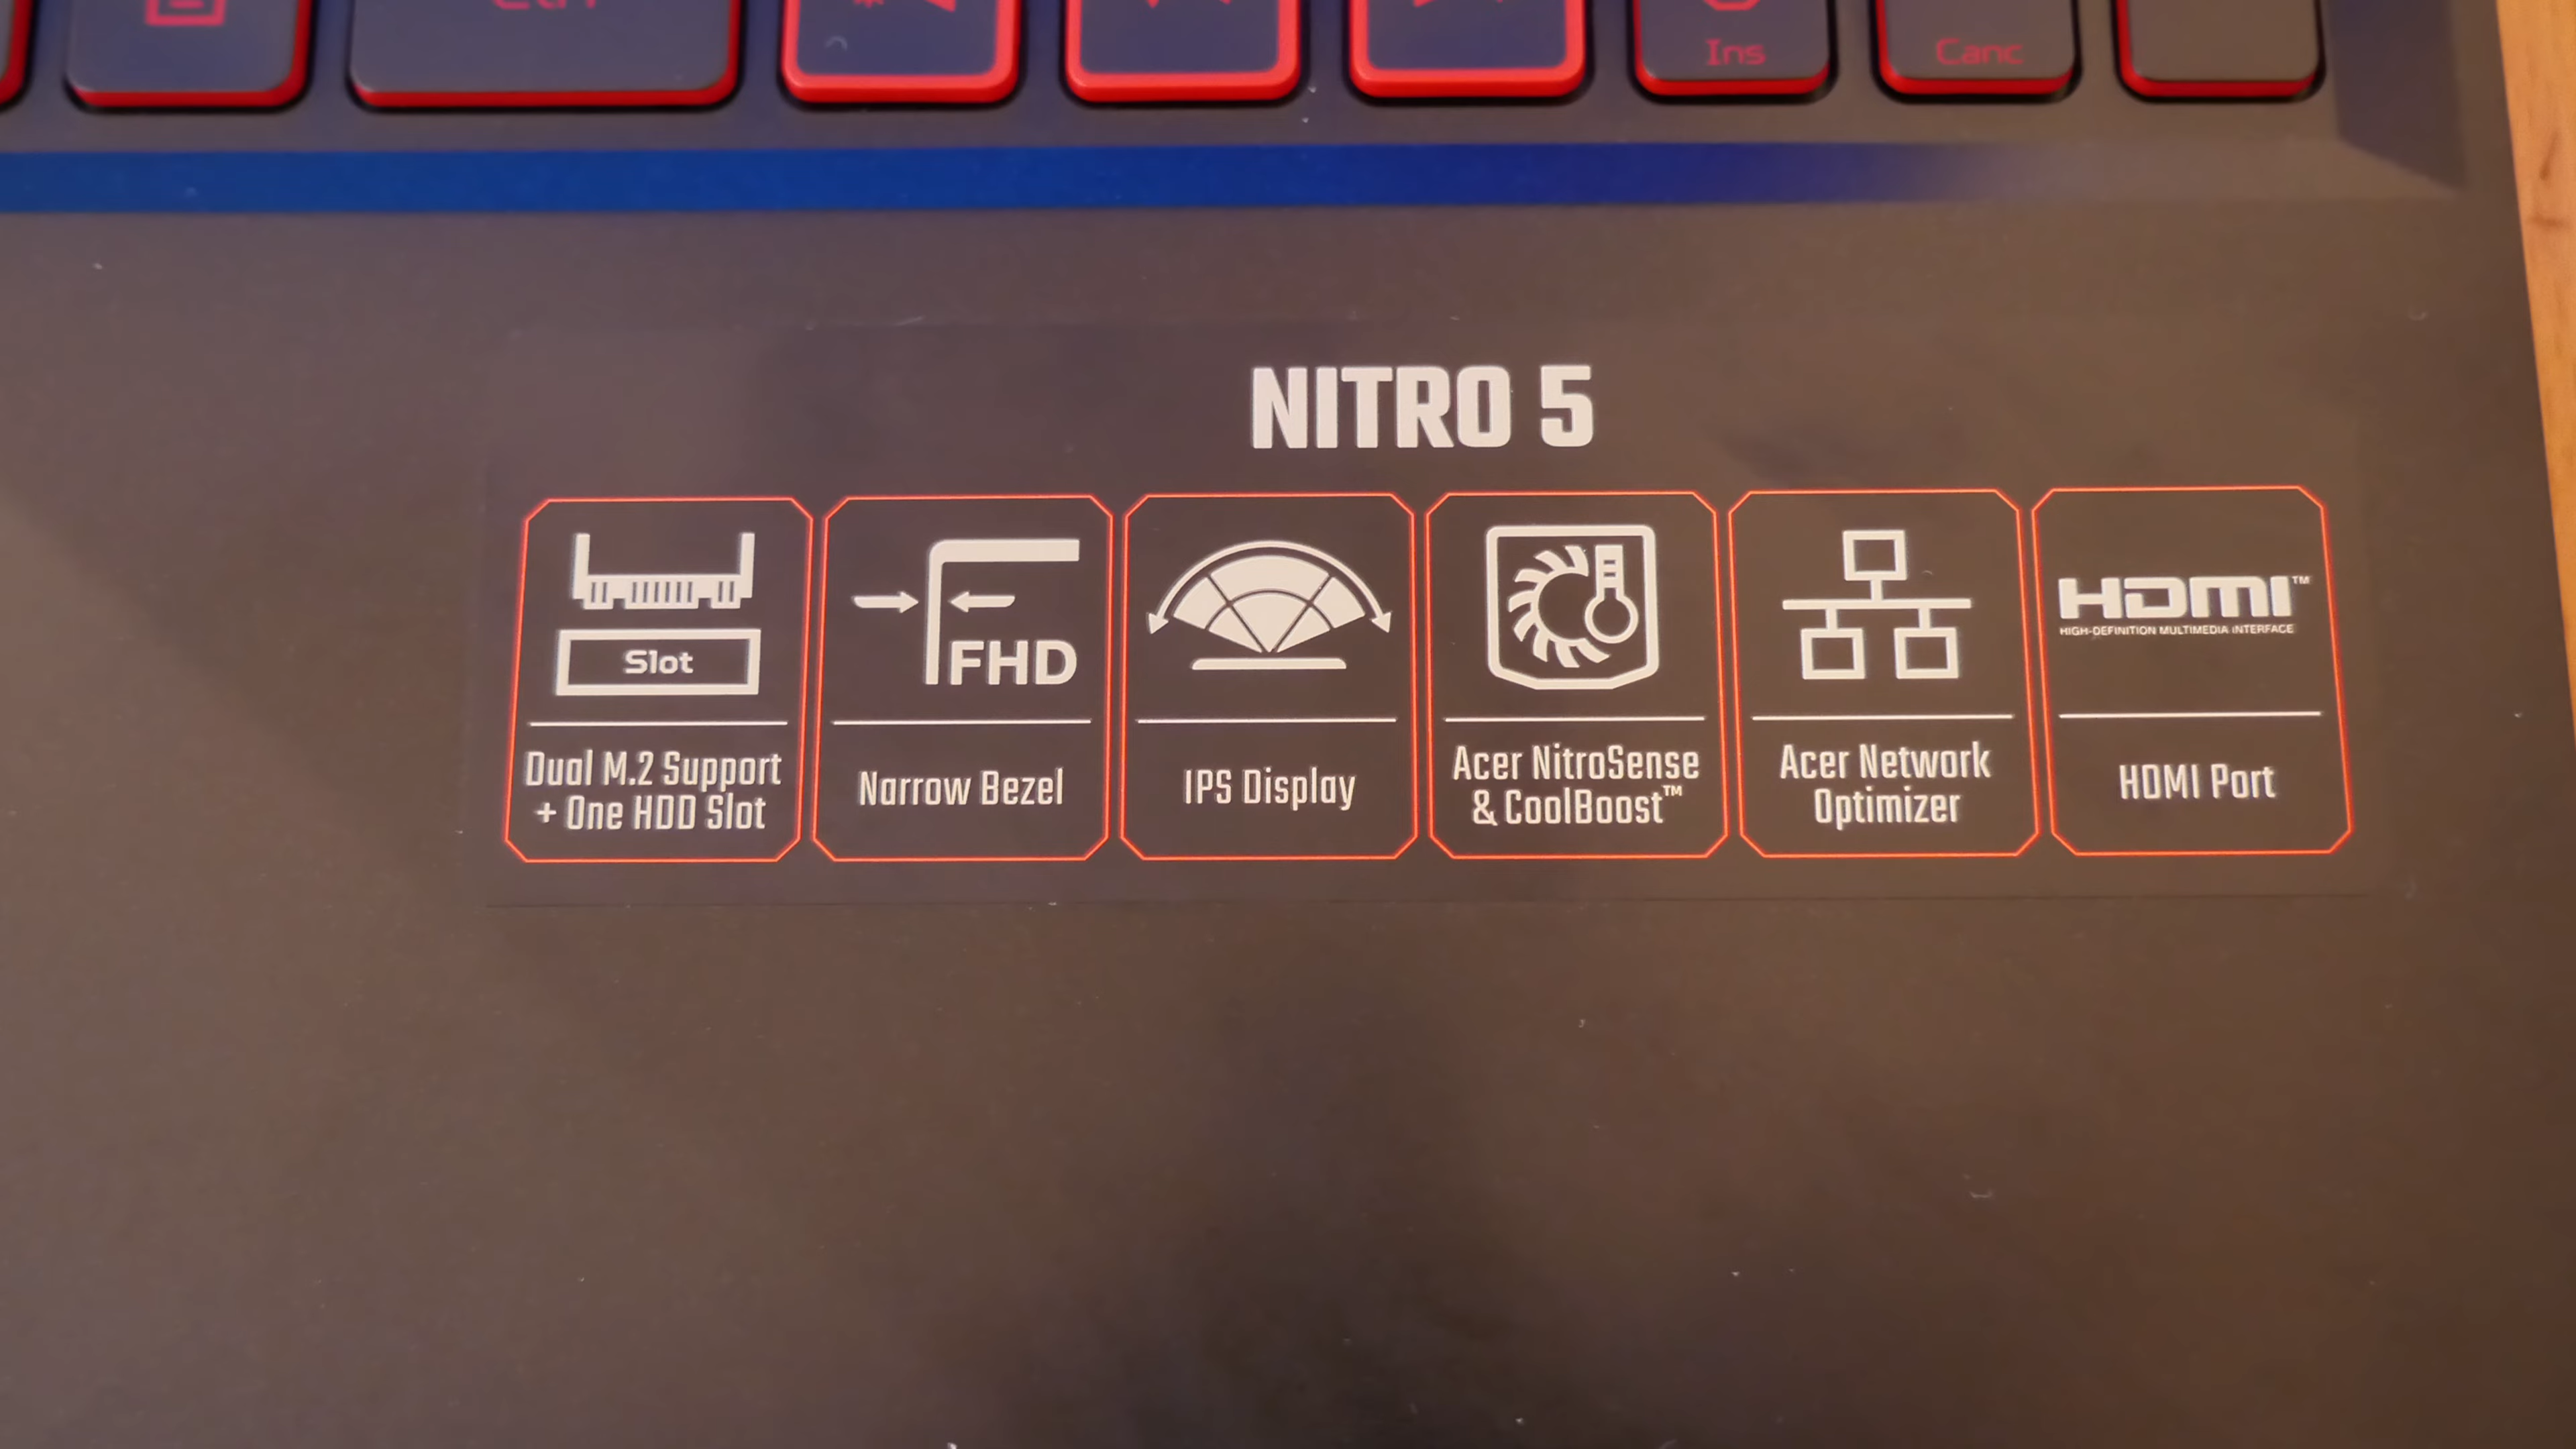 Ctrl
Ins
Canc
NITRO 5
Slot
Dual M.2 Support
+ One HDD Slot
FHD
Narrow Bezel
IPS Display
Acer NitroSense
& CoolBoost™
Acer Network
Optimizer
HDMI™
HIGH-DEFINITION MULTIMEDIA INTERFACE
HDMI Port